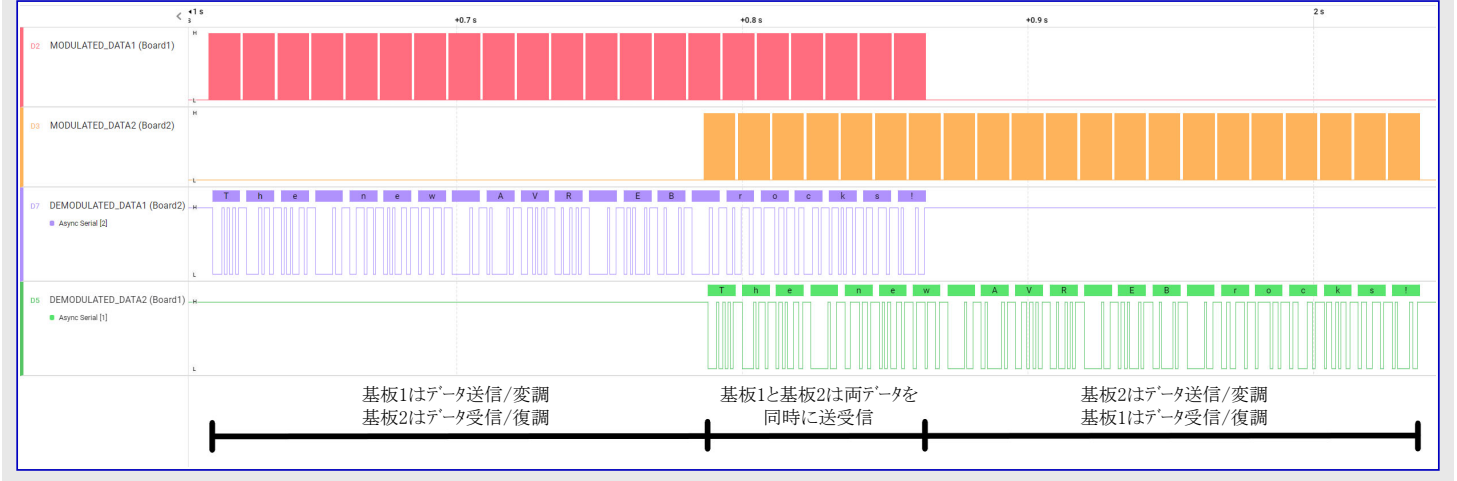 +1 s
s
+0.7 s
+0.8 s
+0.9 s
2 s
D2 MODULATED_DATA1 (Board1)
H
L
D3 MODULATED_DATA2 (Board2)
H
L
D7 DEMODULATED_DATA1 (Board2)
H
Async Serial [2]
L
T h e n e w A V R E B r o c k s !
D5 DEMODULATED_DATA2 (Board1)
H
Async Serial [1]
L
T h e n e w A V R E B r o c k s !
基板1はデータ送信/変調
基板2はデータ受信/復調
基板1と基板2は両データを
同時に送受信
基板2はデータ送信/変調
基板1はデータ受信/復調